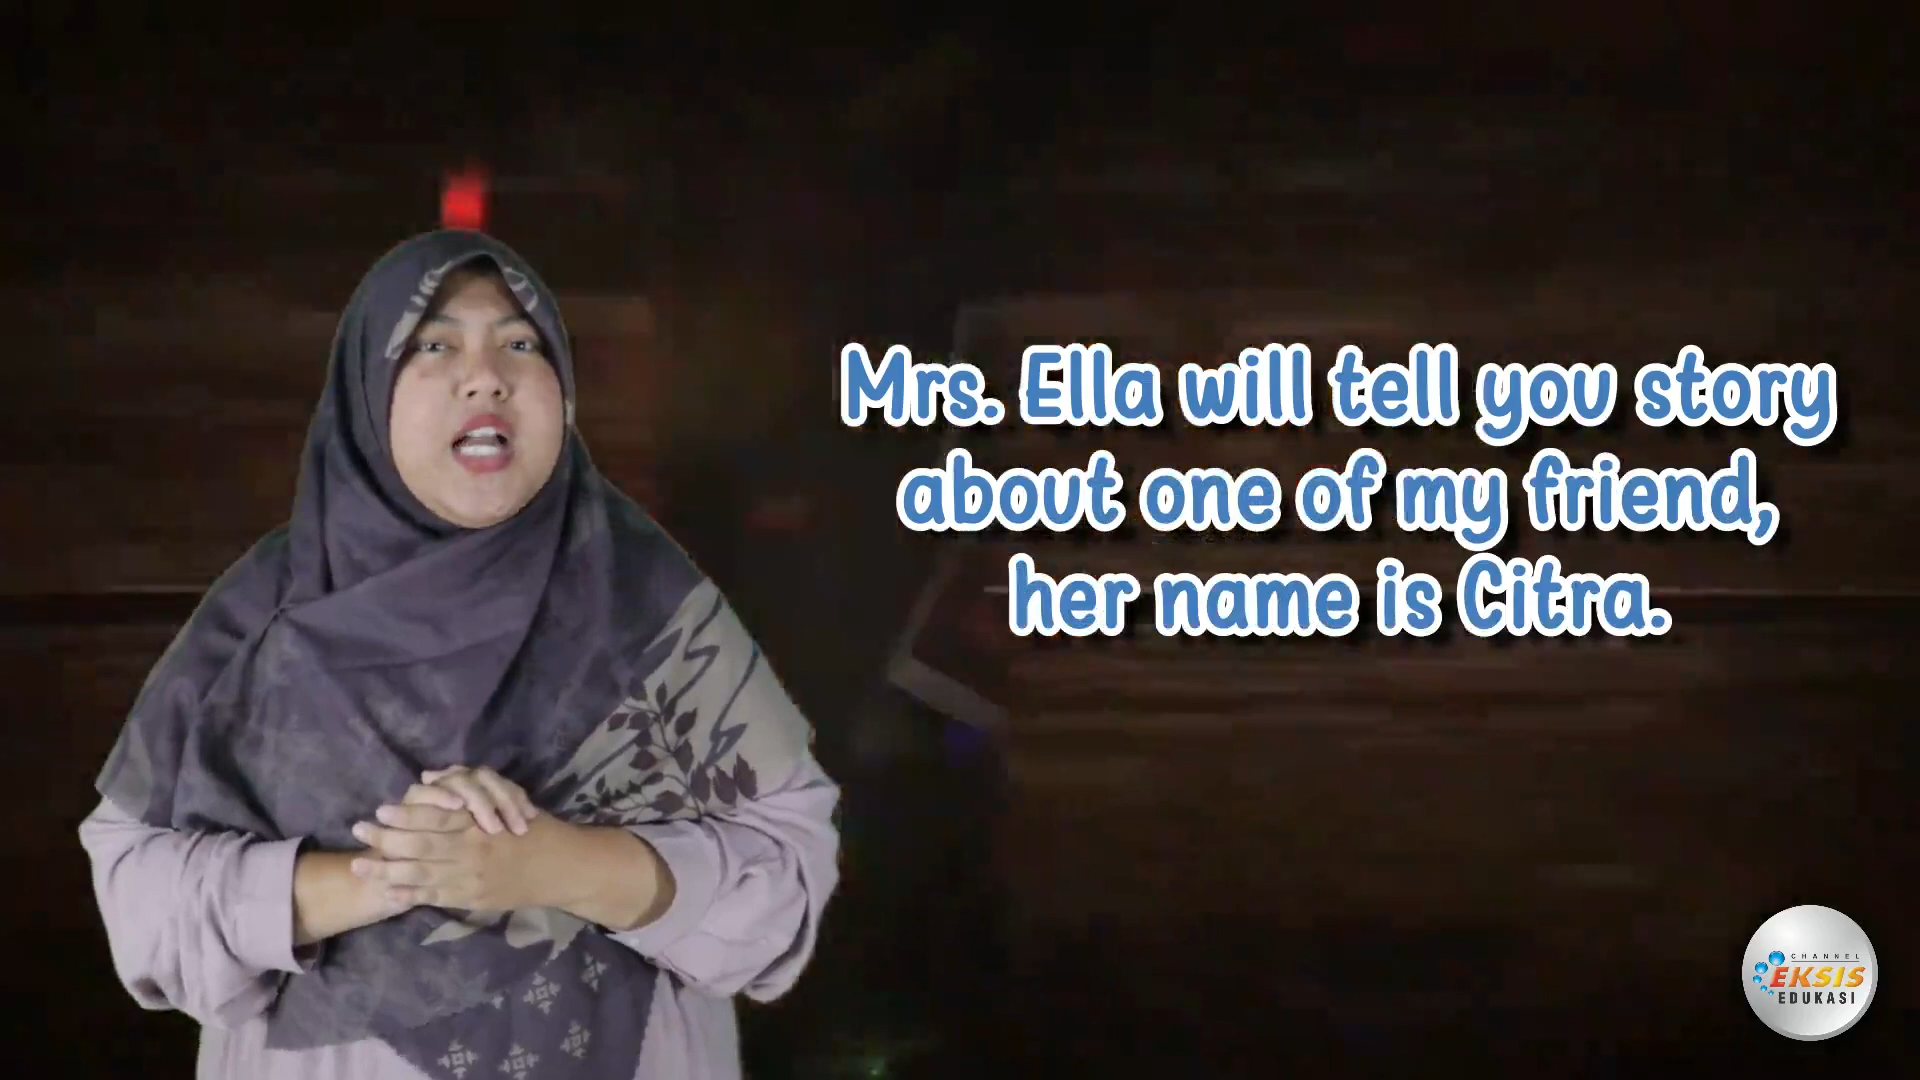 Mrs. Ella will tell you story
about one of my friend,
her name is Citra.
CHANNEL
EKSIS
EDUKASI